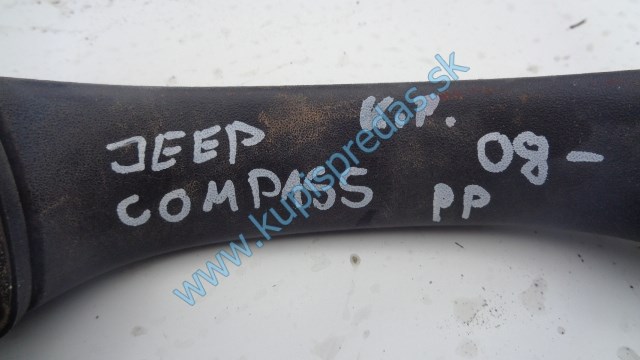 JEEP K.P. 08-
COMPASS PP
www.kupispredas.sk